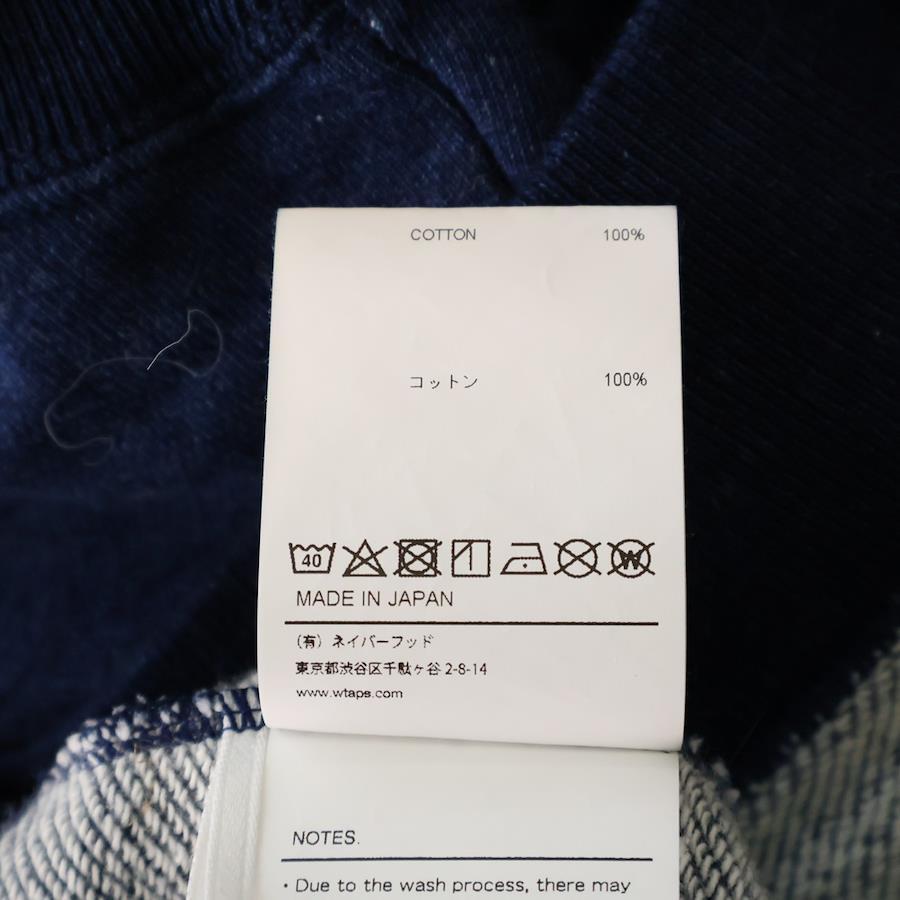 COTTON 100%
コットン 100%
40 W
MADE IN JAPAN
(有) ネイバーフッド
東京都渋谷区千駄ヶ谷 2-8-14
www.wtaps.com
NOTES.
・Due to the wash process, there may